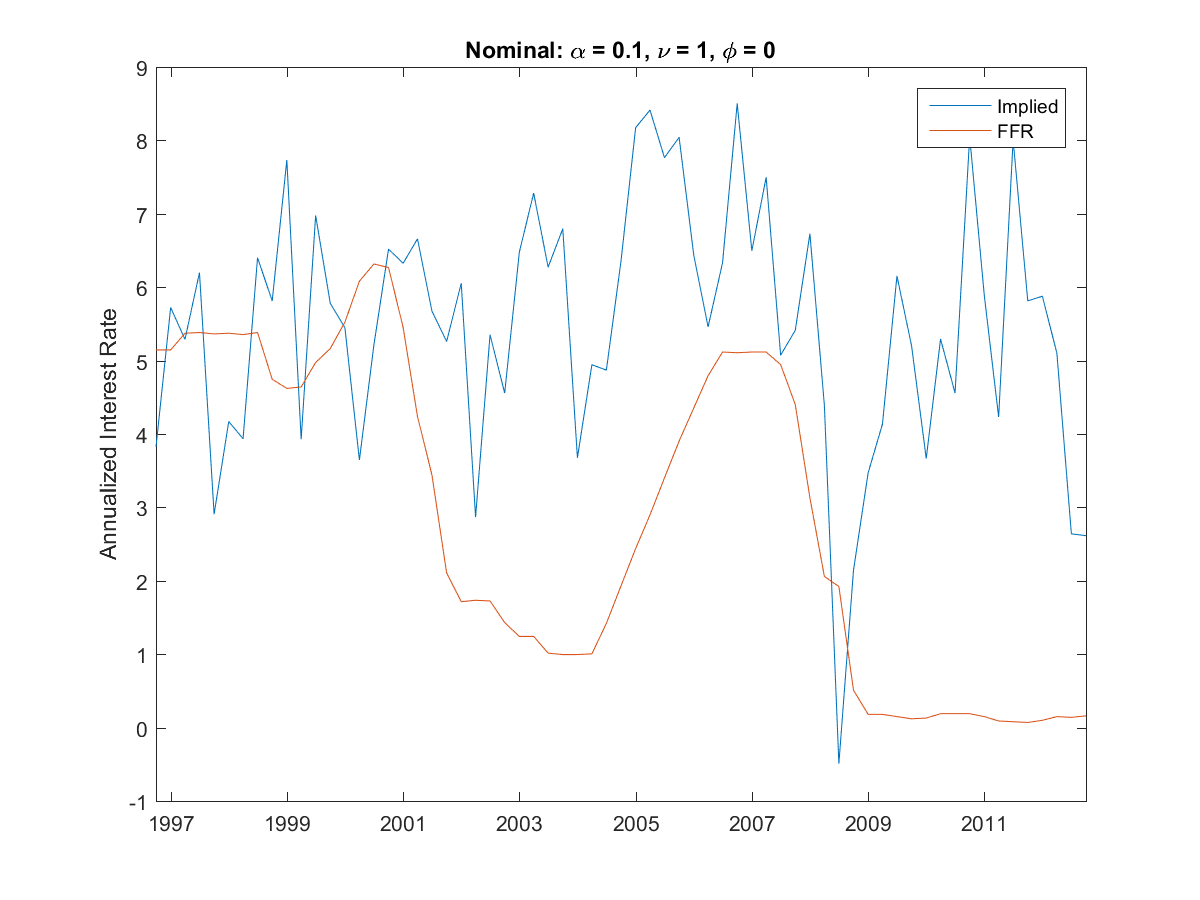 Nominal: α = 0.1, ν = 1, ϕ = 0
Implied
FFR
Annualized Interest Rate
9
8
7
6
5
4
3
2
1
0
-1
1997 1999 2001 2003 2005 2007 2009 2011